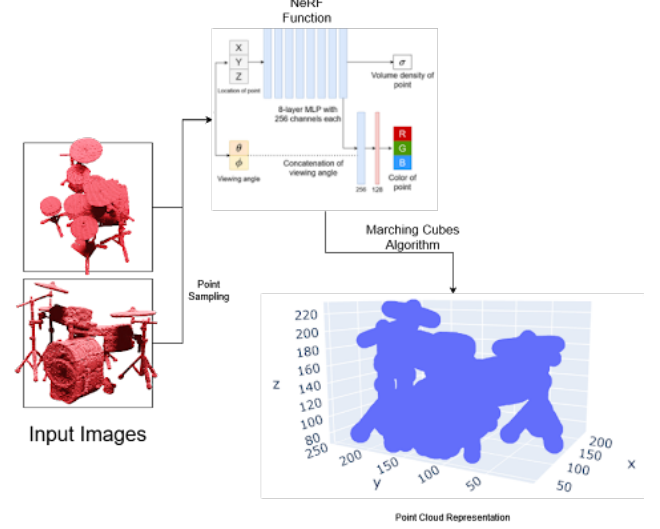 NeRF
Function
X
Y
Z
Location of point
σ
Volume density of
point
8-layer MLP with
256 channels each
θ
ϕ
Viewing angle
Concatenation of
viewing angle
256
128
R
G
B
Color of
point
Point
Sampling
Marching Cubes
Algorithm
Input Images
220
200
180
160
140
120
100
80
z
250
200
150
100
50
y
200
150
100
50
x
Point Cloud Representation